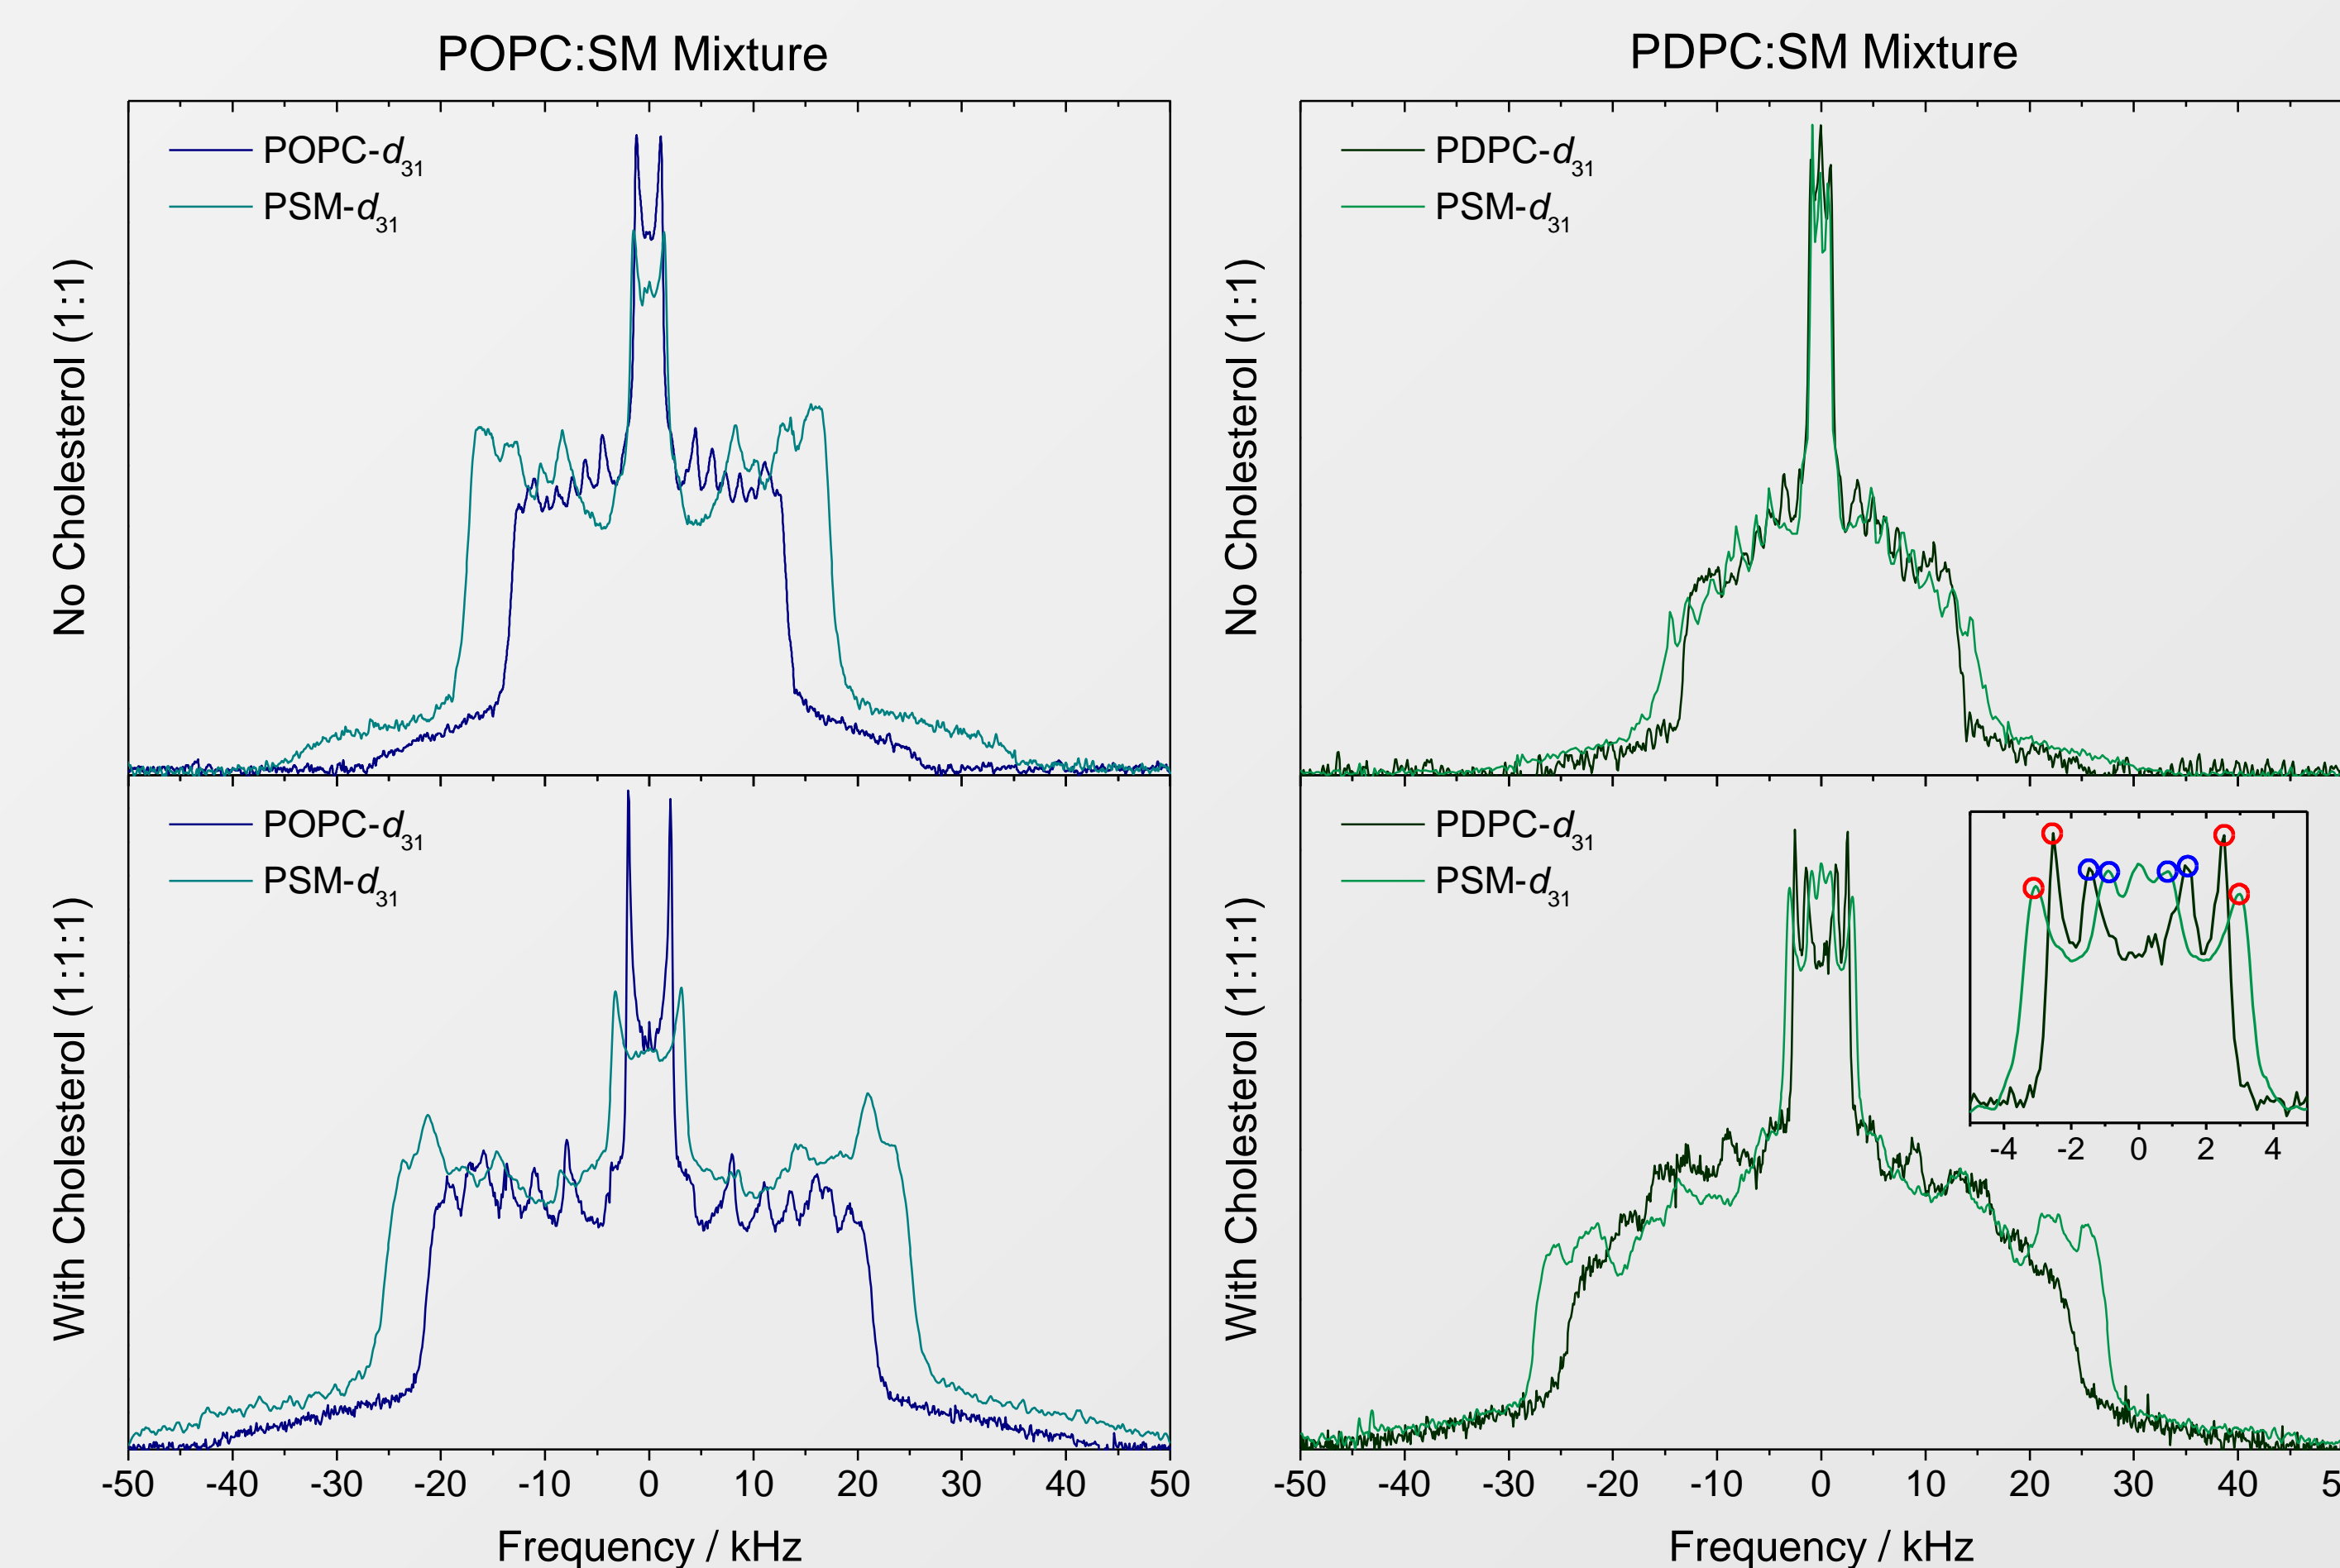 POPC:SM Mixture
PDPC:SM Mixture
No Cholesterol (1:1)
POPC-d31
PSM-d31
No Cholesterol (1:1)
PDPC-d31
PSM-d31
With Cholesterol (1:1:1)
POPC-d31
PSM-d31
With Cholesterol (1:1:1)
PDPC-d31
PSM-d31
-4 -2 0 2 4
-50 -40 -30 -20 -10 0 10 20 30 40 50
-50 -40 -30 -20 -10 0 10 20 30 40
Frequency / kHz
Frequency / kHz